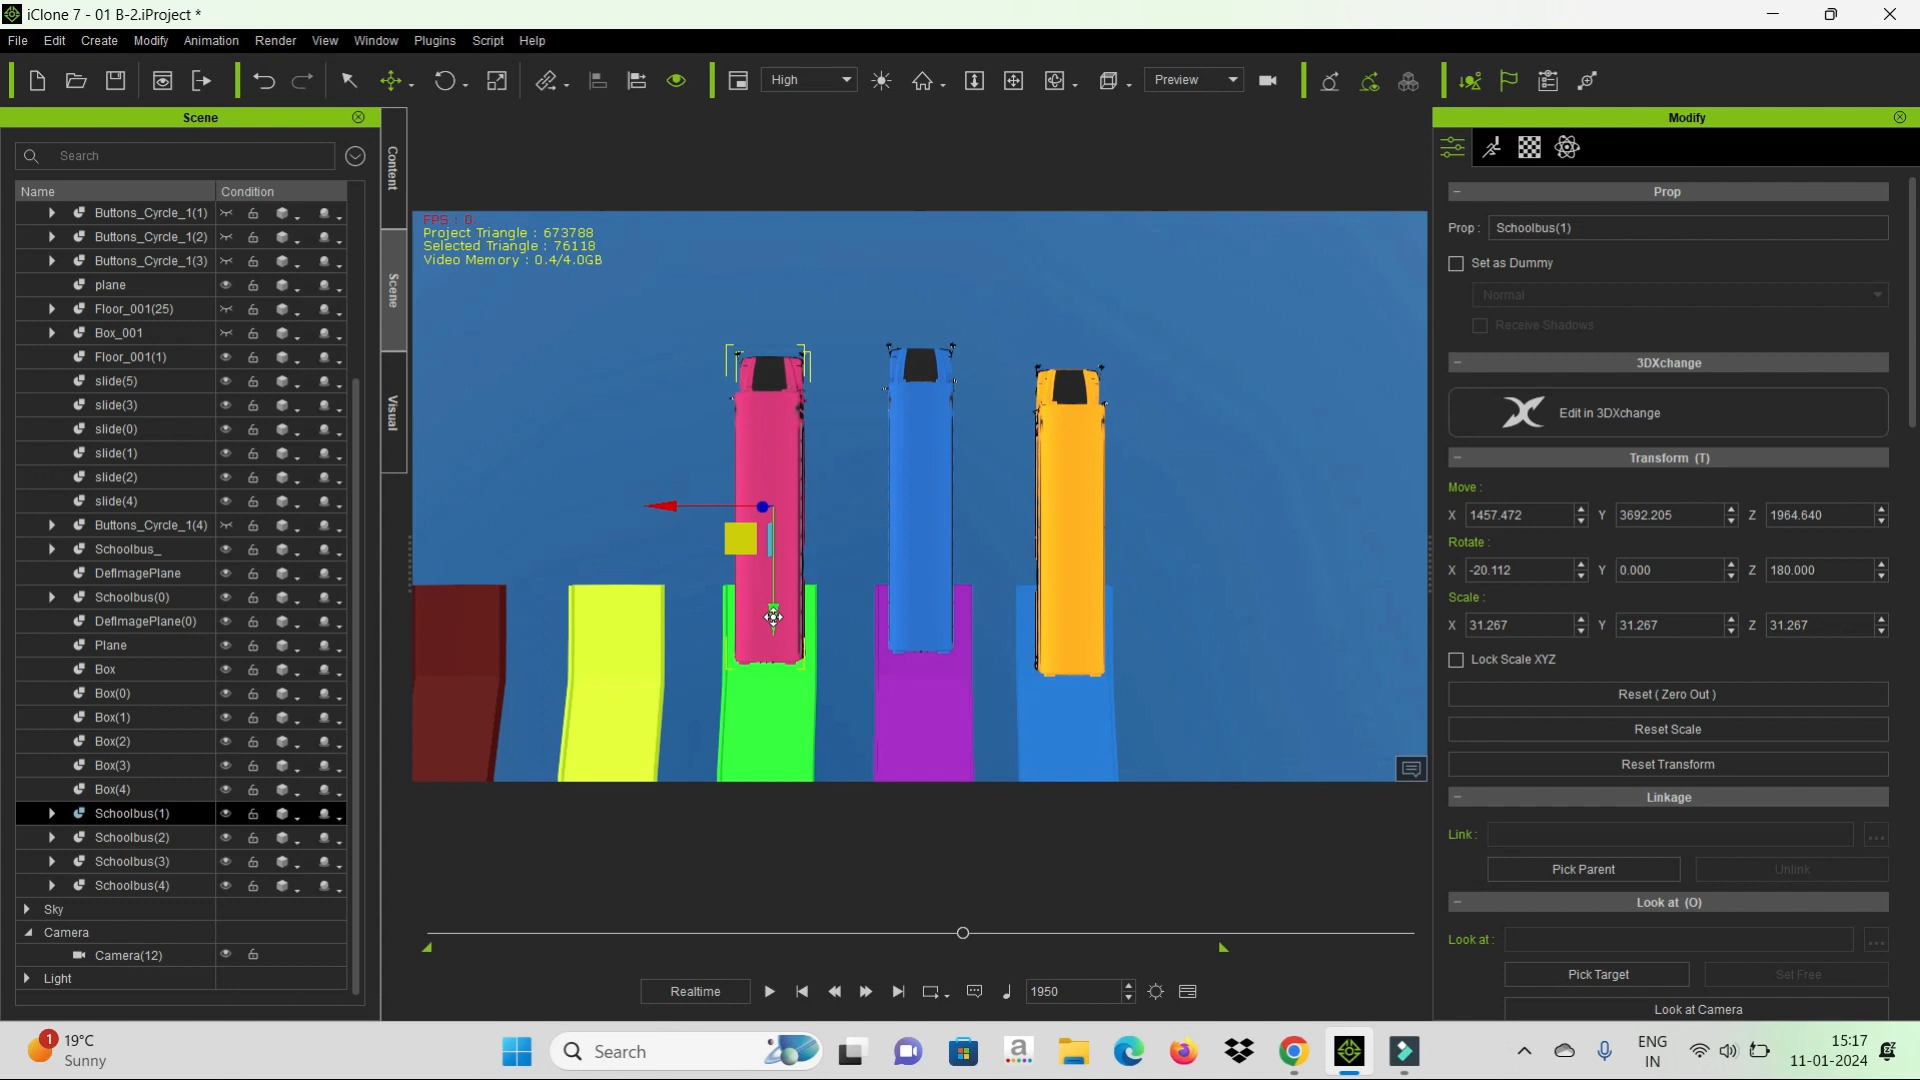 iClone 7 - 01 B-2.iProject *
File Edit Create Modify Animation Render View Window Plugins Script Help
High Preview
Scene
Search
Name Condition
Buttons_Cyrcle_1(1)
Buttons_Cyrcle_1(2)
Buttons_Cyrcle_1(3)
plane
Floor_001(25)
Box_001
Floor_001(1)
slide(5)
slide(3)
slide(0)
slide(1)
slide(2)
slide(4)
Buttons_Cyrcle_1(4)
Schoolbus_
DefImagePlane
Schoolbus(0)
DefImagePlane(0)
Plane
Box
Box(0)
Box(1)
Box(2)
Box(3)
Box(4)
Schoolbus(1)
Schoolbus(2)
Schoolbus(3)
Schoolbus(4)
Sky
Camera
Camera(12)
Light
Content
Scene
Visual
FPS : 0.
Project Triangle : 673788
Selected Triangle : 76118
Video Memory : 0.4/4.0GB
Realtime 1950
Modify
Prop
Prop : Schoolbus(1)
Set as Dummy
Normal
Receive Shadows
3DXchange
Edit in 3DXchange
Transform (T)
Move :
X 1457.472 Y 3692.205 Z 1964.640
Rotate :
X -20.112 Y 0.000 Z 180.000
Scale :
X 31.267 Y 31.267 Z 31.267
Lock Scale XYZ
Reset ( Zero Out )
Reset Scale
Reset Transform
Linkage
Link :
Pick Parent Unlink
Look at (O)
Look at :
Pick Target Set Free
Look at Camera
1
19°C
Sunny
Search
ENG
IN
15:17
11-01-2024